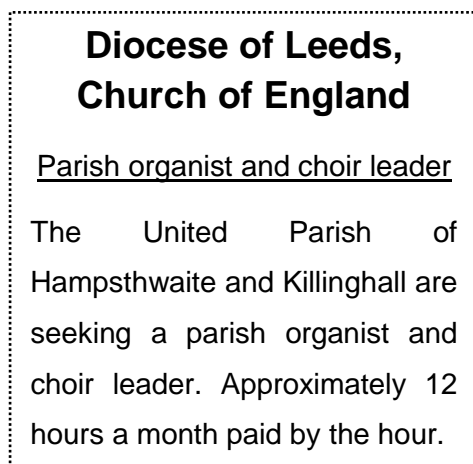 Diocese of Leeds,
Church of England
Parish organist and choir leader
The United Parish of
Hampsthwaite and Killinghall are
seeking a parish organist and
choir leader. Approximately 12
hours a month paid by the hour.